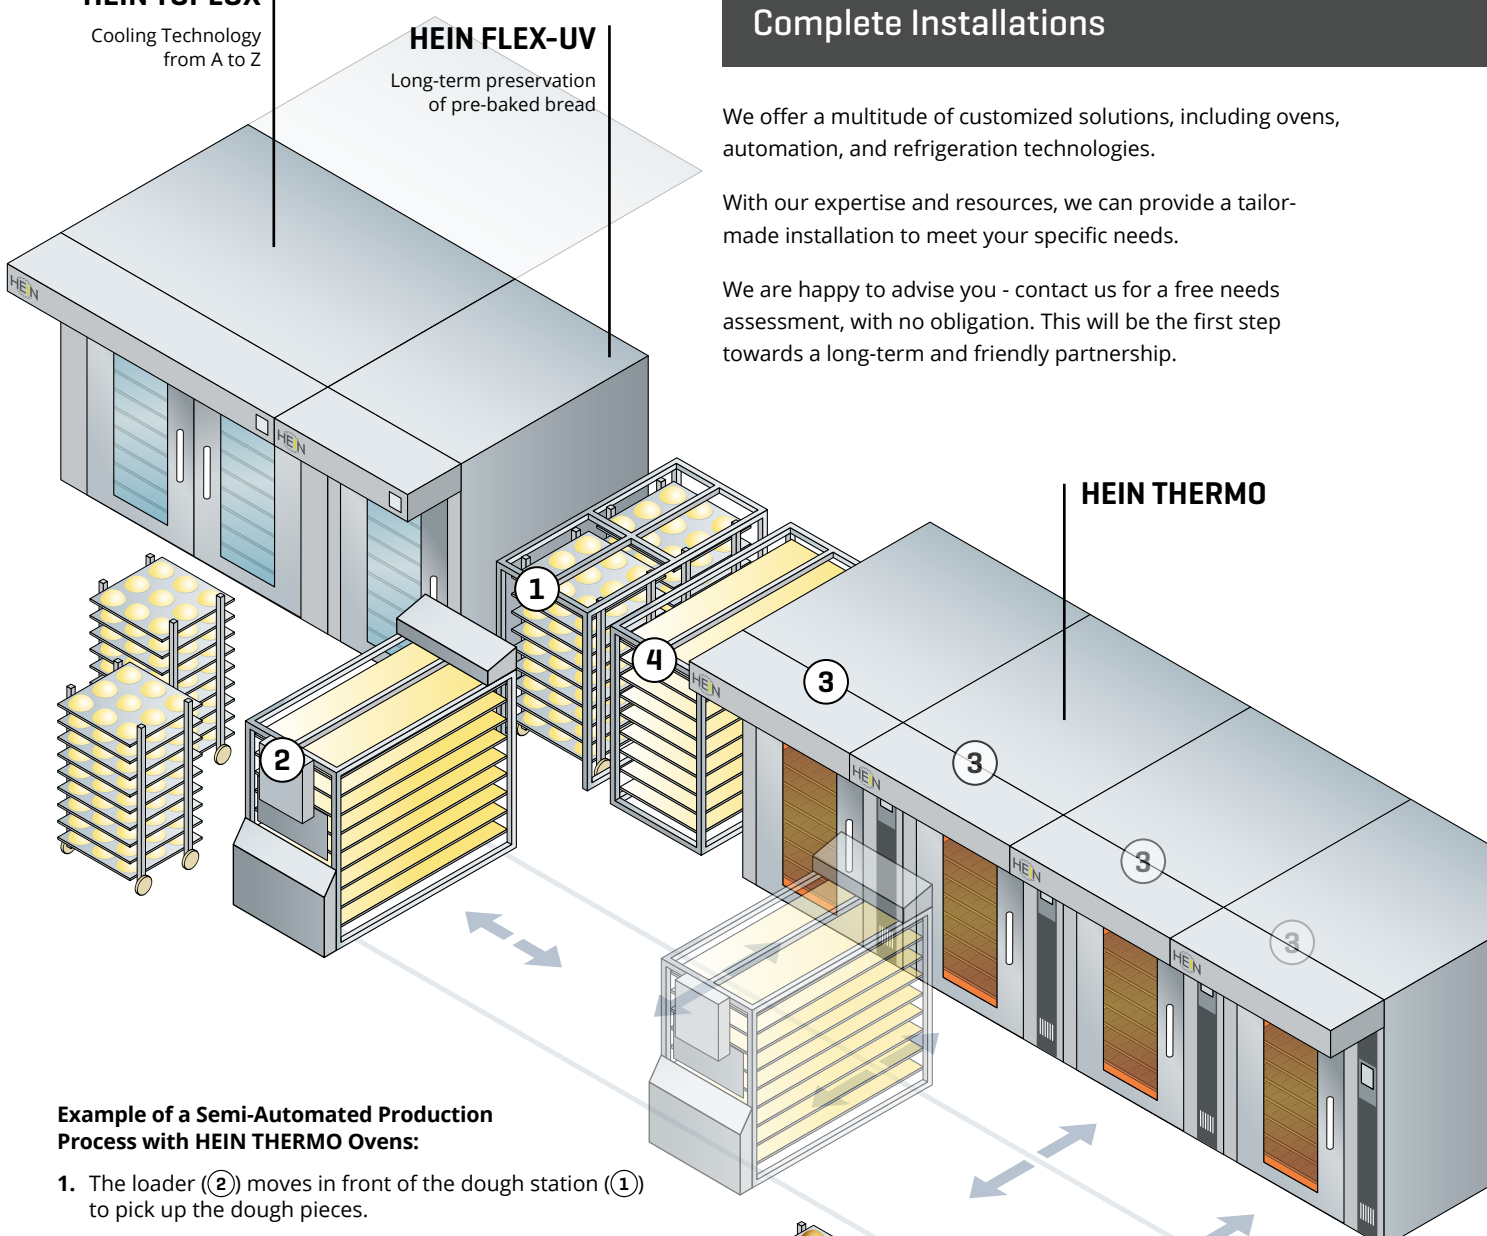 Cooling Technology
from A to Z
HEIN FLEX-UV
Long-term preservation
of pre-baked bread
Complete Installations
We offer a multitude of customized solutions, including ovens,
automation, and refrigeration technologies.
With our expertise and resources, we can provide a tailor-
made installation to meet your specific needs.
We are happy to advise you - contact us for a free needs
assessment, with no obligation. This will be the first step
towards a long-term and friendly partnership.
HEIN
HEIN
HEIN THERMO
1
4
3
2
3
3
3
HEIN
HEIN
HEIN
HEIN
Example of a Semi-Automated Production
Process with HEIN THERMO Ovens:
1. The loader (2) moves in front of the dough station (1)
to pick up the dough pieces.